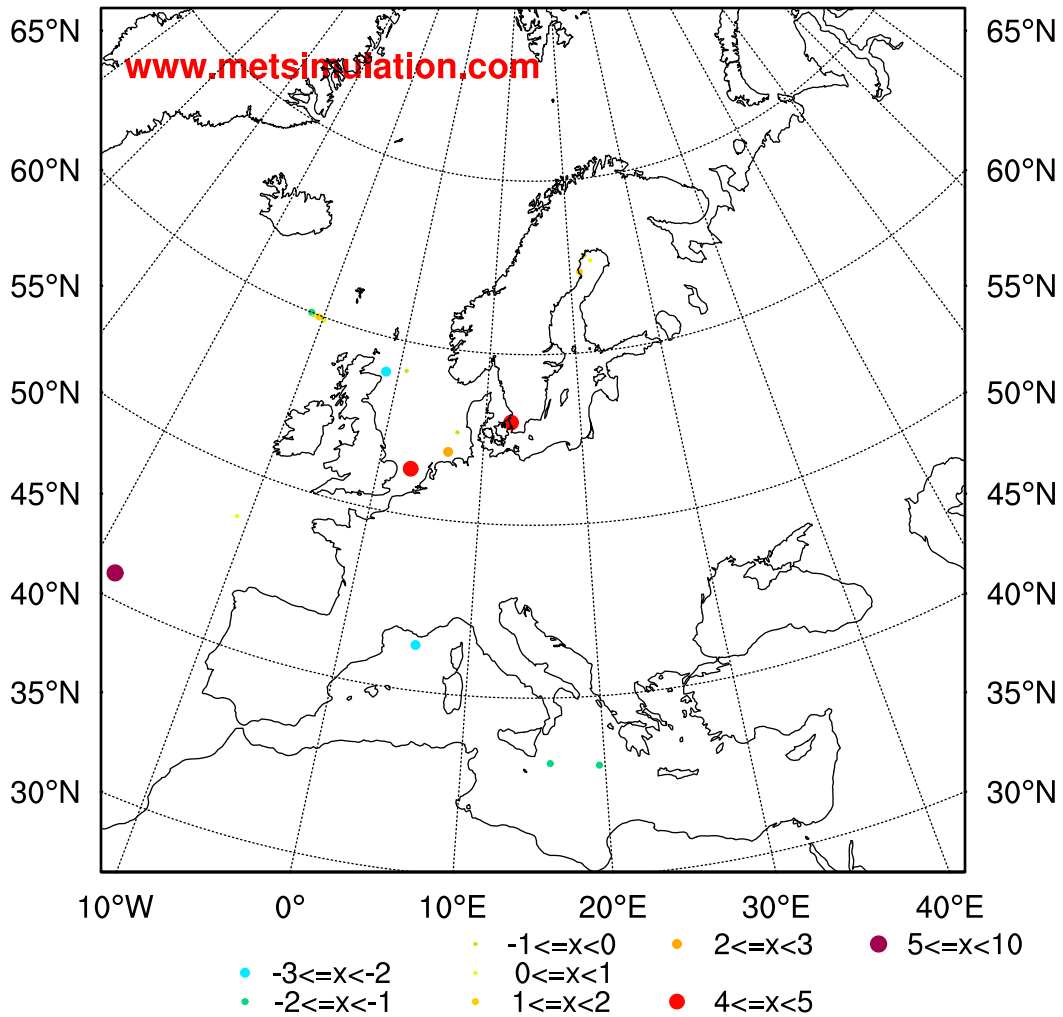 65°N 65°N
www.metsimulation.com
60°N 60°N
55°N 55°N
50°N 50°N
45°N 45°N
40°N 40°N
35°N 35°N
30°N 30°N
10°W 0° 10°E 20°E 30°E 40°E
-1<=x<0 2<=x<3 5<=x<10
-3<=x<-2 0<=x<1
-2<=x<-1 1<=x<2 4<=x<5